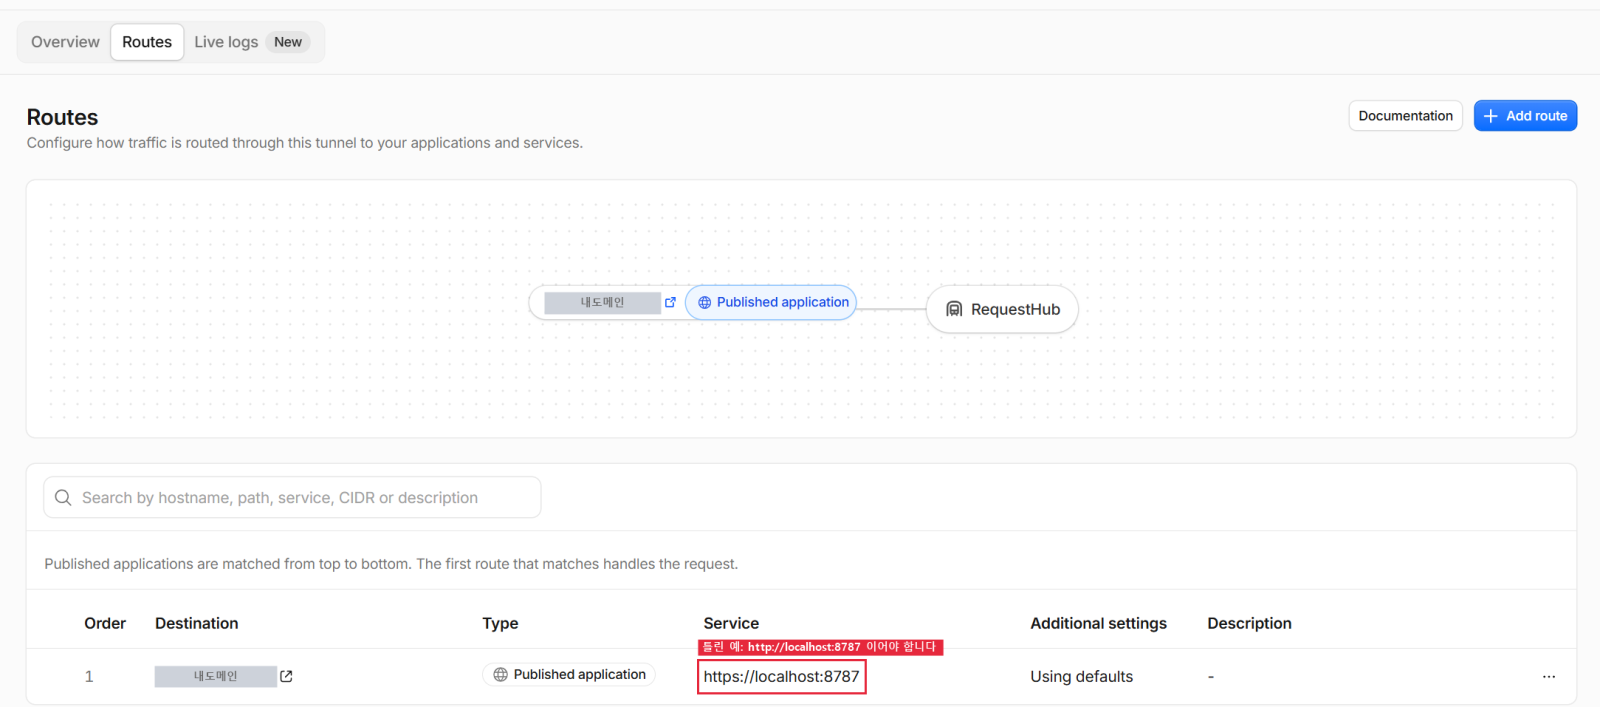 Overview Routes Live logs New
Routes
Configure how traffic is routed through this tunnel to your applications and services.
Documentation + Add route
내도메인 Published application RequestHub
Search by hostname, path, service, CIDR or description
Published applications are matched from top to bottom. The first route that matches handles the request.
Order Destination Type Service Additional settings Description
틀린 예: http://localhost:8787 이어야 합니다
1 내도메인 Published application https://localhost:8787 Using defaults -